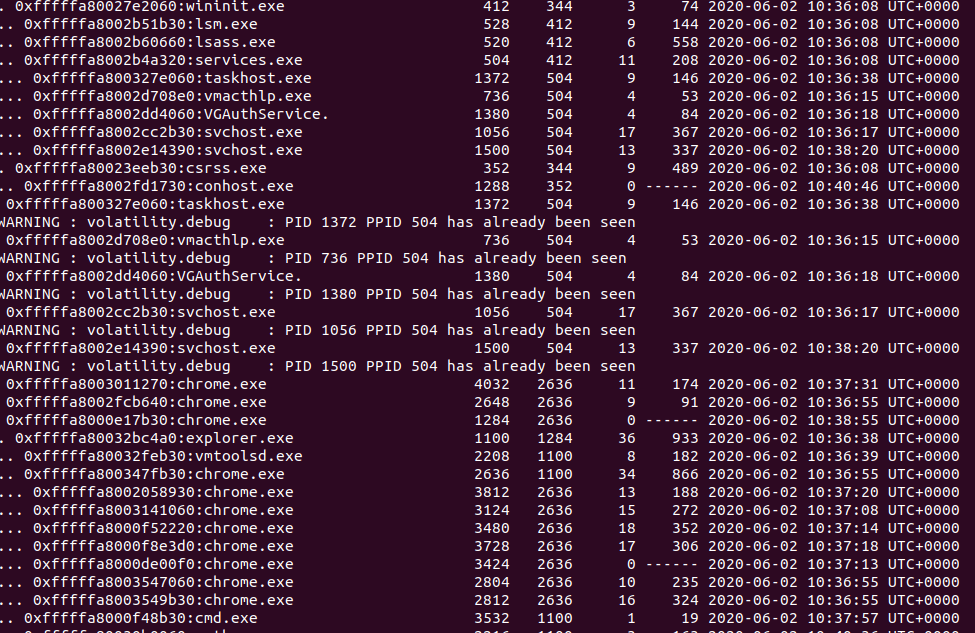 .. 0xfffffa80027e2060:wininit.exe 412 344 3 74 2020-06-02 10:36:08 UTC+0000
.. 0xfffffa8002b51b30:lsm.exe 528 412 9 144 2020-06-02 10:36:08 UTC+0000
.. 0xfffffa8002b60660:lsass.exe 520 412 6 558 2020-06-02 10:36:08 UTC+0000
.. 0xfffffa8002b4a320:services.exe 504 412 11 208 2020-06-02 10:36:08 UTC+0000
... 0xfffffa800327e060:taskhost.exe 1372 504 9 146 2020-06-02 10:36:38 UTC+0000
... 0xfffffa8002d708e0:vmacthlp.exe 736 504 4 53 2020-06-02 10:36:15 UTC+0000
... 0xfffffa8002dd4060:VGAuthService. 1380 504 4 84 2020-06-02 10:36:18 UTC+0000
... 0xfffffa8002cc2b30:svchost.exe 1056 504 17 367 2020-06-02 10:36:17 UTC+0000
... 0xfffffa8002e14390:svchost.exe 1500 504 13 337 2020-06-02 10:38:20 UTC+0000
. 0xfffffa80023eeb30:csrss.exe 352 344 9 489 2020-06-02 10:36:08 UTC+0000
.. 0xfffffa8002fd1730:conhost.exe 1288 352 0 ------ 2020-06-02 10:40:46 UTC+0000
0xfffffa800327e060:taskhost.exe 1372 504 9 146 2020-06-02 10:36:38 UTC+0000
WARNING : volatility.debug : PID 1372 PPID 504 has already been seen
0xfffffa8002d708e0:vmacthlp.exe 736 504 4 53 2020-06-02 10:36:15 UTC+0000
WARNING : volatility.debug : PID 736 PPID 504 has already been seen
0xfffffa8002dd4060:VGAuthService. 1380 504 4 84 2020-06-02 10:36:18 UTC+0000
WARNING : volatility.debug : PID 1380 PPID 504 has already been seen
0xfffffa8002cc2b30:svchost.exe 1056 504 17 367 2020-06-02 10:36:17 UTC+0000
WARNING : volatility.debug : PID 1056 PPID 504 has already been seen
0xfffffa8002e14390:svchost.exe 1500 504 13 337 2020-06-02 10:38:20 UTC+0000
WARNING : volatility.debug : PID 1500 PPID 504 has already been seen
0xfffffa8003011270:chrome.exe 4032 2636 11 174 2020-06-02 10:37:31 UTC+0000
0xfffffa8002fcb640:chrome.exe 2648 2636 9 91 2020-06-02 10:36:55 UTC+0000
0xfffffa8000e17b30:chrome.exe 1284 2636 0 ------ 2020-06-02 10:38:55 UTC+0000
. 0xfffffa80032bc4a0:explorer.exe 1100 1284 36 933 2020-06-02 10:36:38 UTC+0000
.. 0xfffffa80032feb30:vmtoolsd.exe 2208 1100 8 182 2020-06-02 10:36:39 UTC+0000
.. 0xfffffa800347fb30:chrome.exe 2636 1100 34 866 2020-06-02 10:36:55 UTC+0000
... 0xfffffa8002058930:chrome.exe 3812 2636 13 188 2020-06-02 10:37:20 UTC+0000
... 0xfffffa8003141060:chrome.exe 3124 2636 15 272 2020-06-02 10:37:08 UTC+0000
... 0xfffffa8000f52220:chrome.exe 3480 2636 18 352 2020-06-02 10:37:14 UTC+0000
... 0xfffffa8000f8e3d0:chrome.exe 3728 2636 17 306 2020-06-02 10:37:18 UTC+0000
... 0xfffffa8000de00f0:chrome.exe 3424 2636 0 ------ 2020-06-02 10:37:13 UTC+0000
... 0xfffffa8003547060:chrome.exe 2804 2636 10 235 2020-06-02 10:36:55 UTC+0000
... 0xfffffa8003549b30:chrome.exe 2812 2636 16 324 2020-06-02 10:36:55 UTC+0000
.. 0xfffffa8000f48b30:cmd.exe 3532 1100 1 19 2020-06-02 10:37:57 UTC+0000